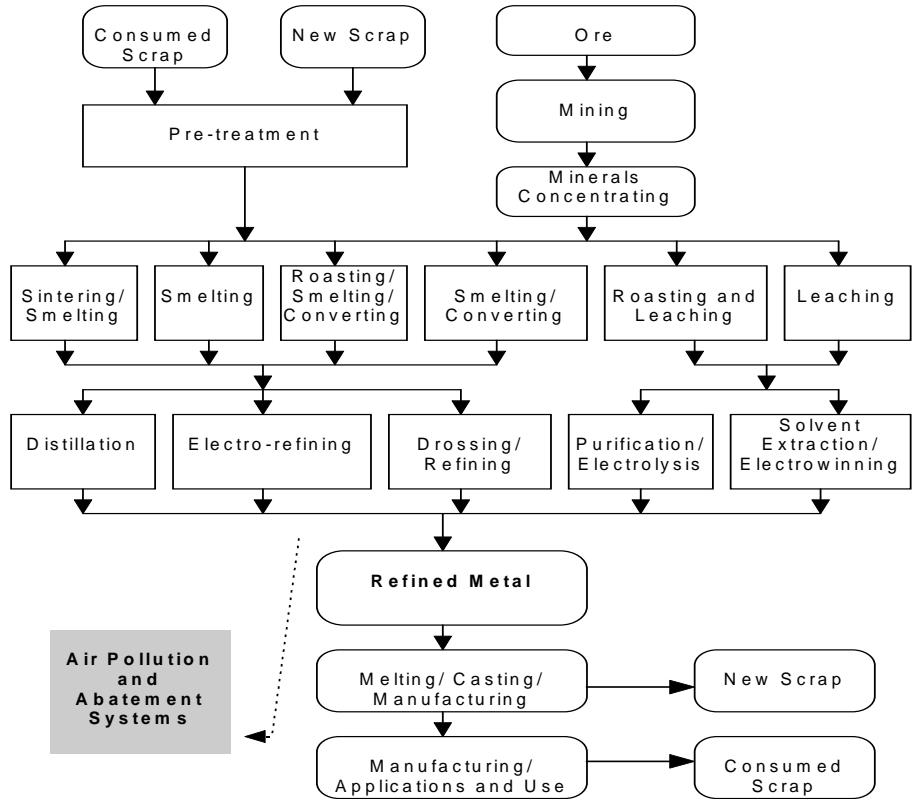 Consumed
Scrap
New Scrap
Ore
Pre-treatment
Mining
Minerals
Concentrating
Sintering/
Smelting
Smelting
Roasting/
Smelting/
Converting
Smelting/
Converting
Roasting and
Leaching
Leaching
Distillation
Electro-refining
Drossing/
Refining
Purification/
Electrolysis
Solvent
Extraction/
Electrowinning
Refined Metal
Air Pollution
and
Abatement
Systems
Melting/ Casting/
Manufacturing
New Scrap
Manufacturing/
Applications and Use
Consumed
Scrap